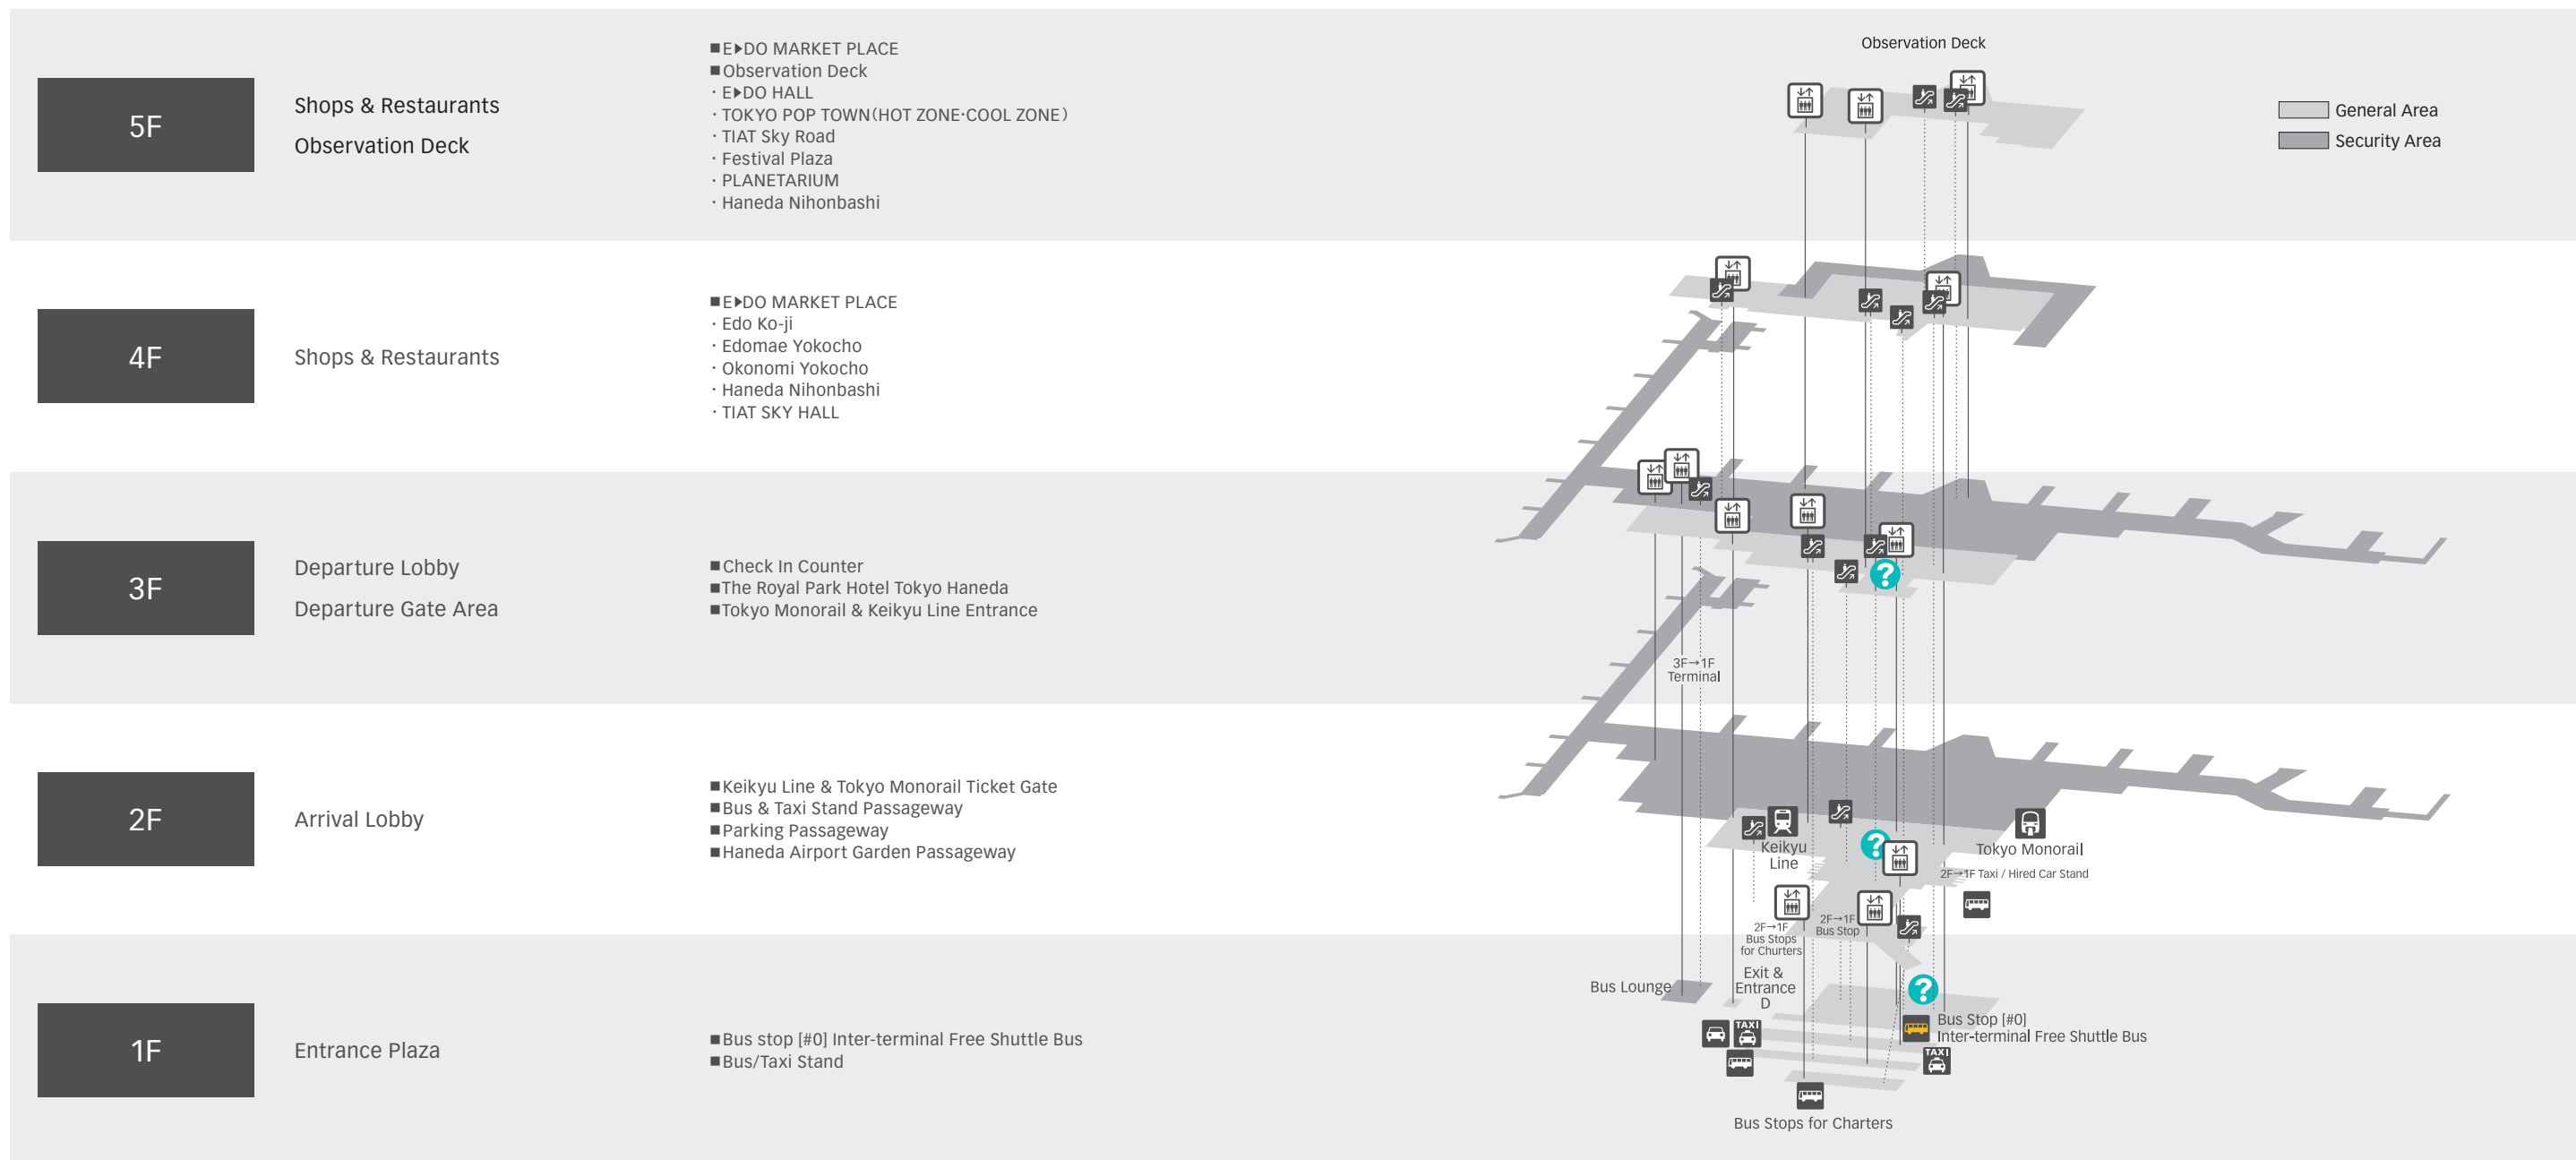 5F
Shops & Restaurants
Observation Deck
■E▶DO MARKET PLACE
■Observation Deck
・E▶DO HALL
・TOKYO POP TOWN(HOT ZONE･COOL ZONE)
・TIAT Sky Road
・Festival Plaza
・PLANETARIUM
・Haneda Nihonbashi
Observation Deck
General Area
Security Area
4F
Shops & Restaurants
■E▶DO MARKET PLACE
・Edo Ko-ji
・Edomae Yokocho
・Okonomi Yokocho
・Haneda Nihonbashi
・TIAT SKY HALL
3F
Departure Lobby
Departure Gate Area
■Check In Counter
■The Royal Park Hotel Tokyo Haneda
■Tokyo Monorail & Keikyu Line Entrance
?
3F→1F
Terminal
2F
Arrival Lobby
■Keikyu Line & Tokyo Monorail Ticket Gate
■Bus & Taxi Stand Passageway
■Parking Passageway
■Haneda Airport Garden Passageway
?
Keikyu
Line
Tokyo Monorail
2F→1F Taxi / Hired Car Stand
2F→1F
Bus Stop
2F→1F
Bus Stops
for Charters
1F
Entrance Plaza
■Bus stop [#0] Inter-terminal Free Shuttle Bus
■Bus/Taxi Stand
Bus Lounge
Exit &
Entrance
D
?
TAXI
Bus Stop [#0]
Inter-terminal Free Shuttle Bus
TAXI
Bus Stops for Charters